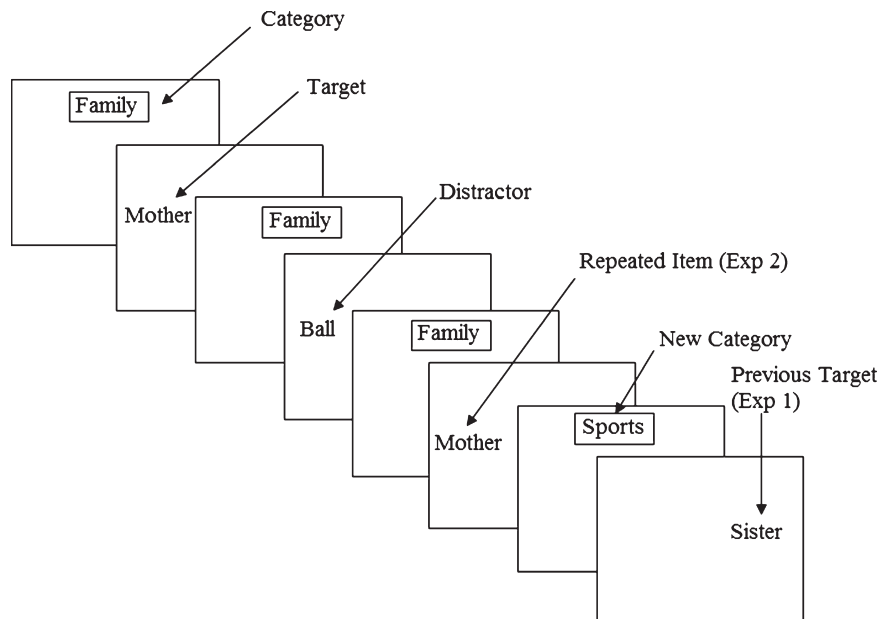 Category
Family
Target
Mother
Distractor
Family
Repeated Item (Exp 2)
Ball
Family
New Category
Previous Target
(Exp 1)
Mother
Sports
Sister